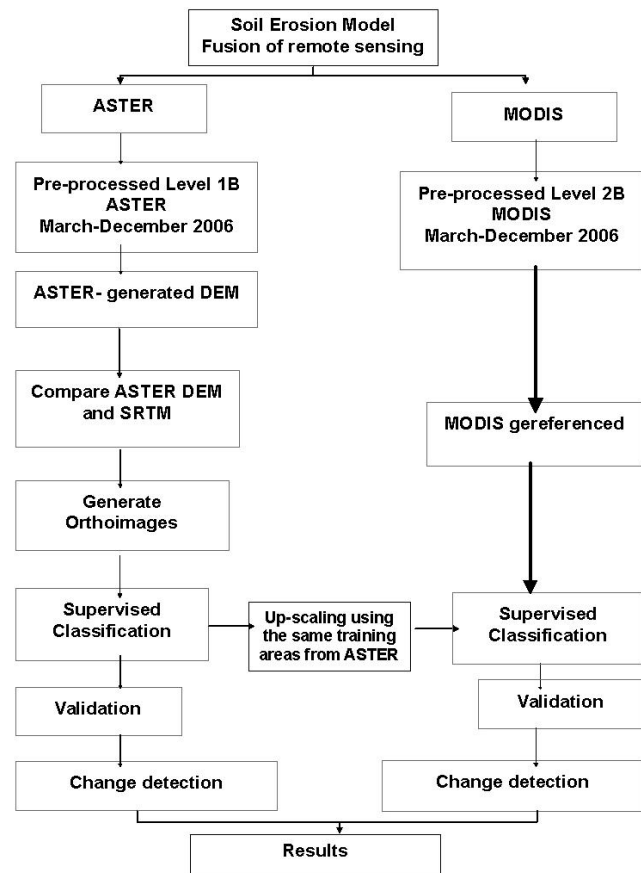 Soil Erosion Model
Fusion of remote sensing
ASTER
MODIS
Pre-processed Level 1B
ASTER
March-December 2006
Pre-processed Level 2B
MODIS
March-December 2006
ASTER- generated DEM
Compare ASTER DEM
and SRTM
MODIS gereferenced
Generate
Orthoimages
Supervised
Classification
Up-scaling using
the same training
areas from ASTER
Supervised
Classification
Validation
Validation
Change detection
Change detection
Results